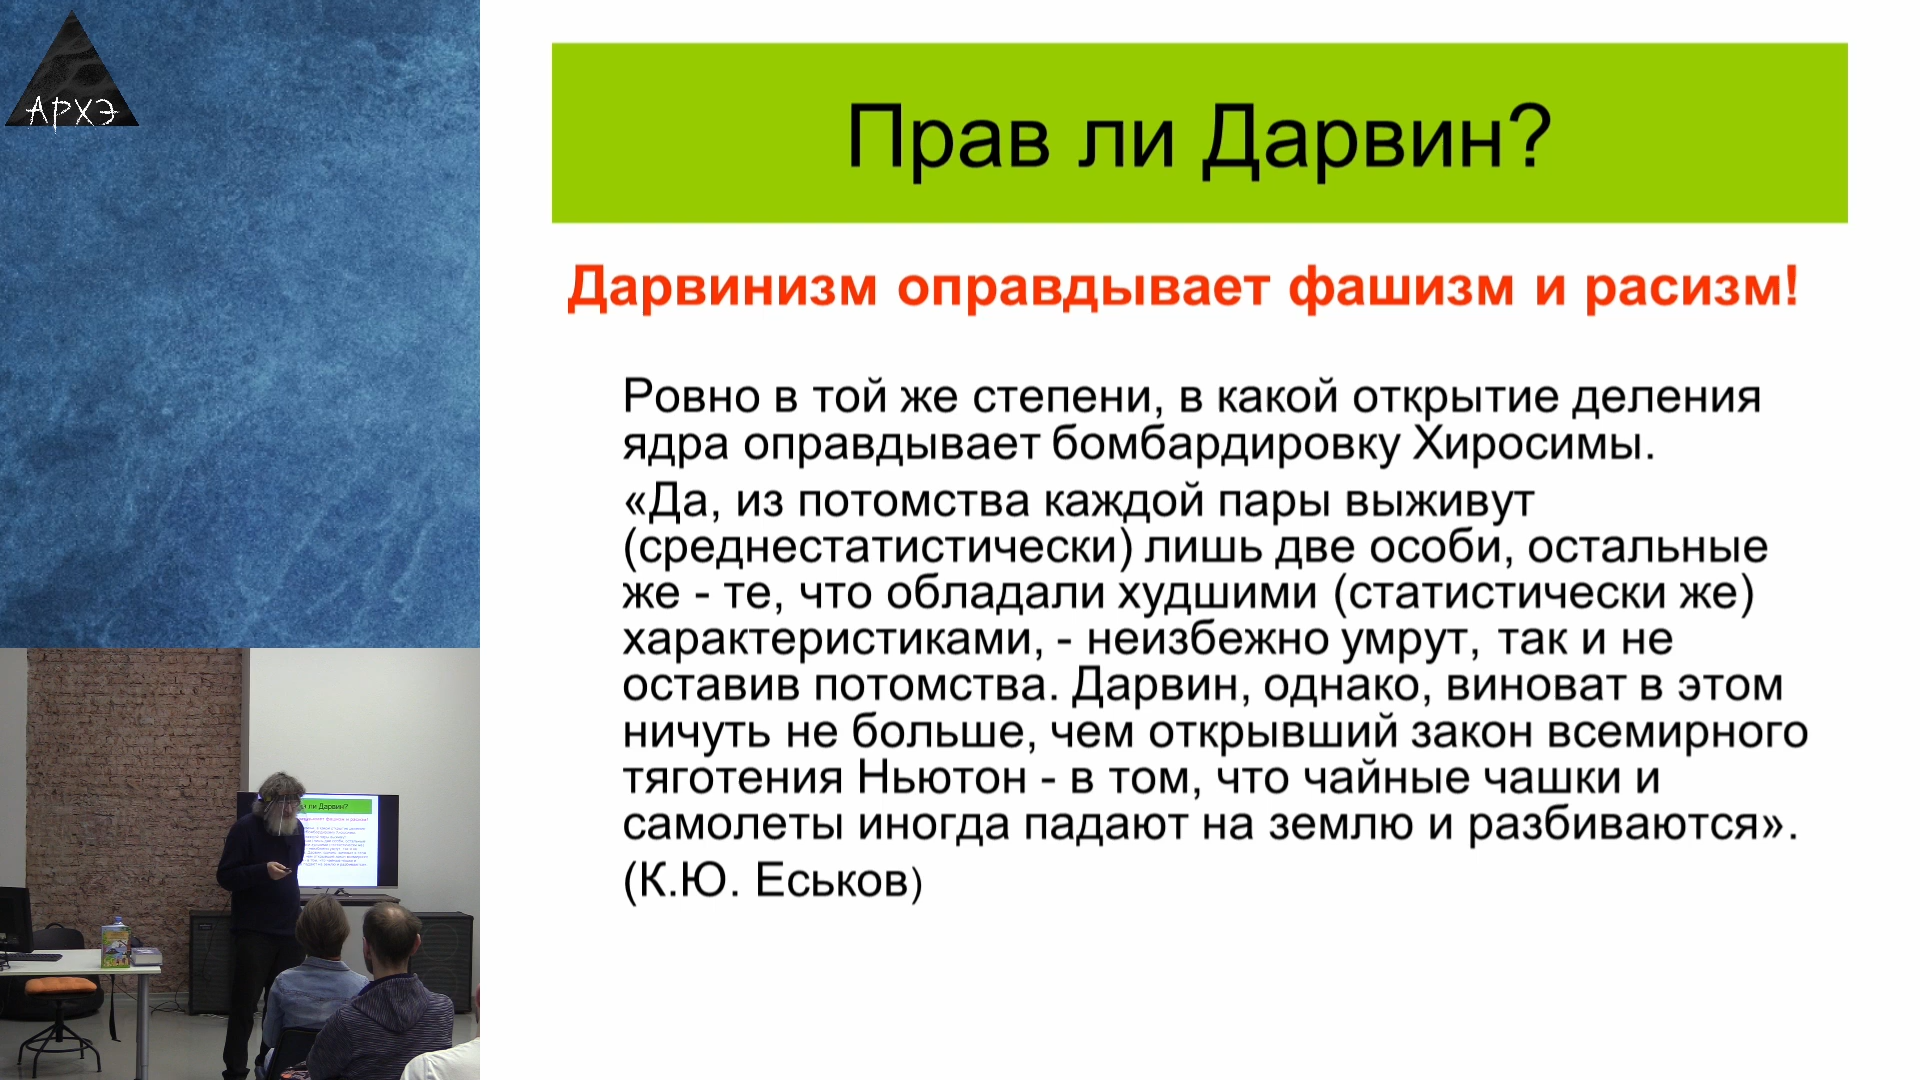 АРХЭ
Прав ли Дарвин?
Дарвинизм оправдывает фашизм и расизм!
Ровно в той же степени, в какой открытие деления
ядра оправдывает бомбардировку Хиросимы.
«Да, из потомства каждой пары выживут
(среднестатистически) лишь две особи, остальные
же - те, что обладали худшими (статистически же)
характеристиками, - неизбежно умрут, так и не
оставив потомства. Дарвин, однако, виноват в этом
ничуть не больше, чем открывший закон всемирного
тяготения Ньютон - в том, что чайные чашки и
самолеты иногда падают на землю и разбиваются».
(К.Ю. Еськов)
ли Дарвин?